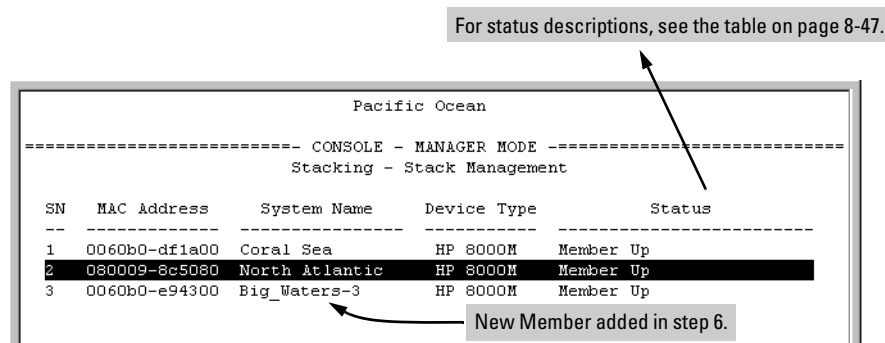 For status descriptions, see the table on page 8-47.
Pacific Ocean
==========================- CONSOLE - MANAGER MODE -============================
Stacking - Stack Management
SN MAC Address System Name Device Type Status
-- ------------- ---------------- ----------- -------------------------
1 0060b0-df1a00 Coral Sea HP 8000M Member Up
2 080009-8c5080 North Atlantic HP 8000M Member Up
3 0060b0-e94300 Big_Waters-3 HP 8000M Member Up
New Member added in step 6.